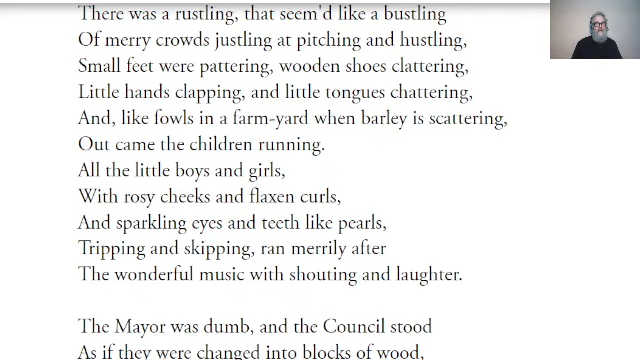 There was a rustling, that seem'd like a bustling
Of merry crowds justling at pitching and hustling,
Small feet were pattering, wooden shoes clattering,
Little hands clapping, and little tongues chattering,
And, like fowls in a farm-yard when barley is scattering,
Out came the children running.
All the little boys and girls,
With rosy cheeks and flaxen curls,
And sparkling eyes and teeth like pearls,
Tripping and skipping, ran merrily after
The wonderful music with shouting and laughter.
The Mayor was dumb, and the Council stood
As if they were changed into blocks of wood,